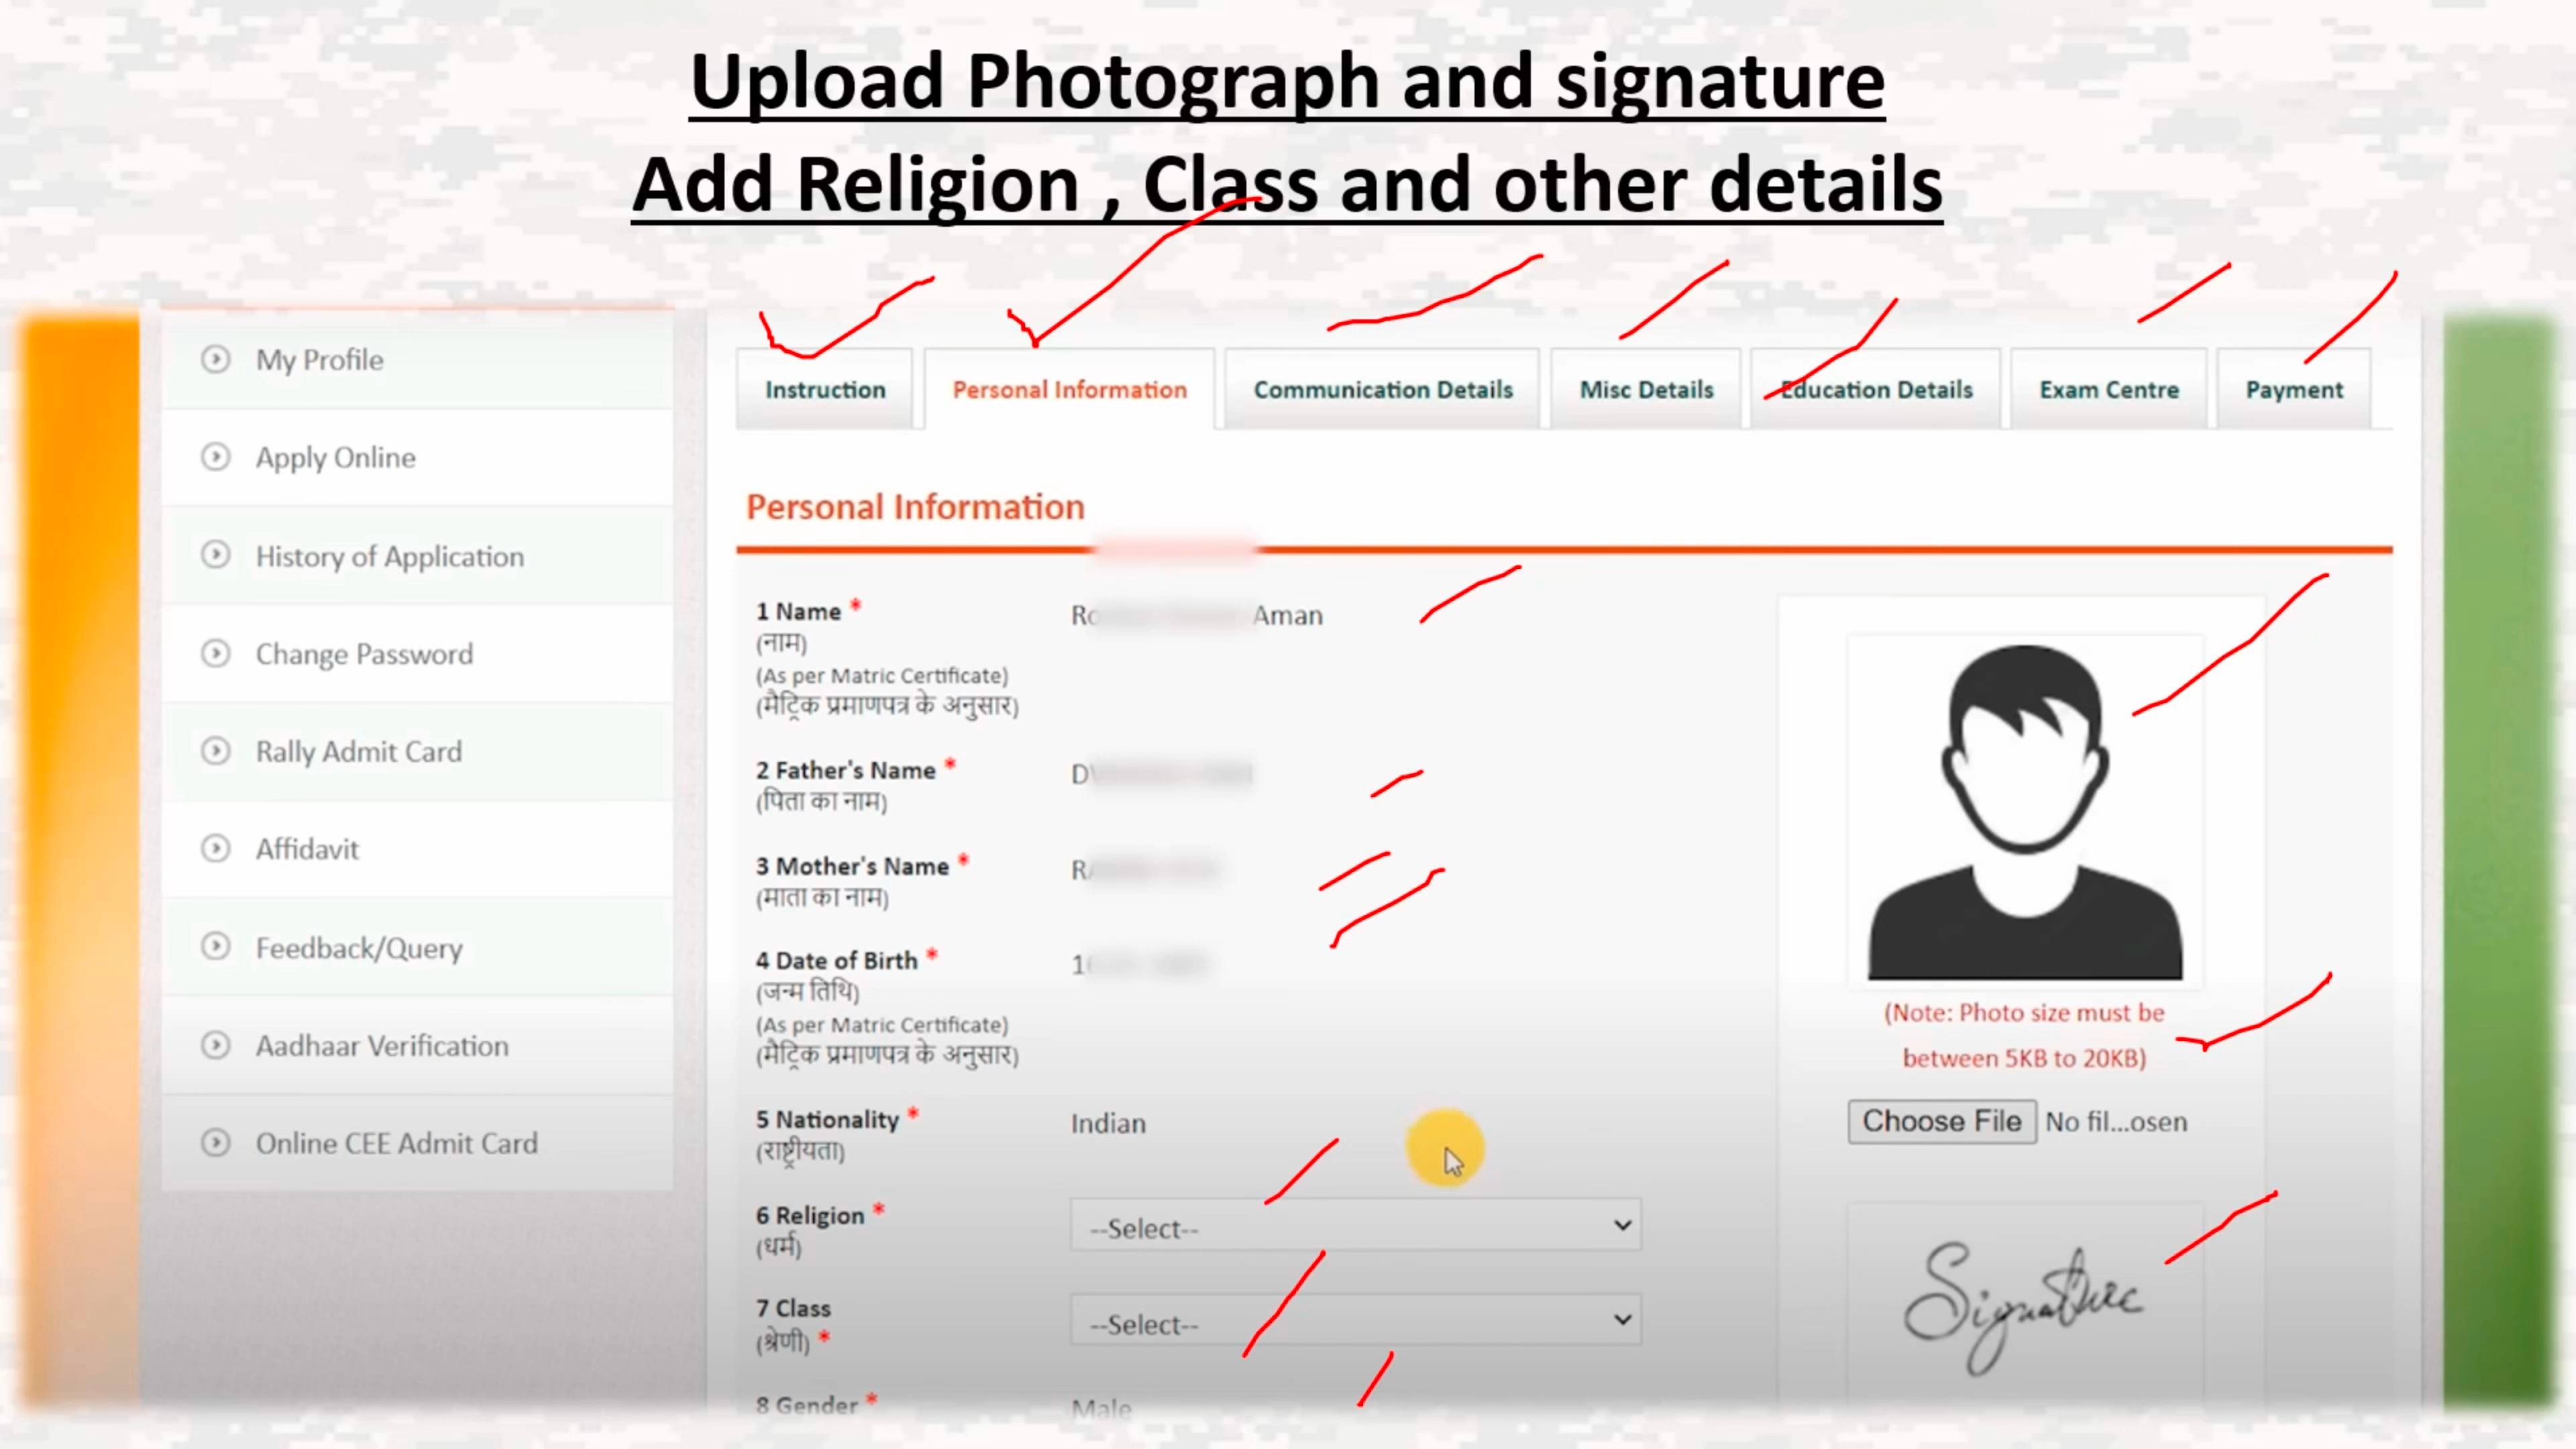 Upload Photograph and signature
Add Religion , Class and other details
My Profile
Apply Online
History of Application
Change Password
Rally Admit Card
Affidavit
Feedback/Query
Aadhaar Verification
Online CEE Admit Card
Instruction
Personal Information
Communication Details
Misc Details
Education Details
Exam Centre
Payment
Personal Information
1 Name * Aman
(नाम)
(As per Matric Certificate)
(मैट्रिक प्रमाणपत्र के अनुसार)
2 Father's Name *
(पिता का नाम)
3 Mother's Name *
(माता का नाम)
4 Date of Birth *
(जन्म तिथि)
(As per Matric Certificate)
(मैट्रिक प्रमाणपत्र के अनुसार)
5 Nationality * Indian
(राष्ट्रीयता)
6 Religion * --Select--
(धर्म)
7 Class --Select--
(श्रेणी) *
8 Gender * Male
(Note: Photo size must be
between 5KB to 20KB)
Choose File No fil...osen
Signature